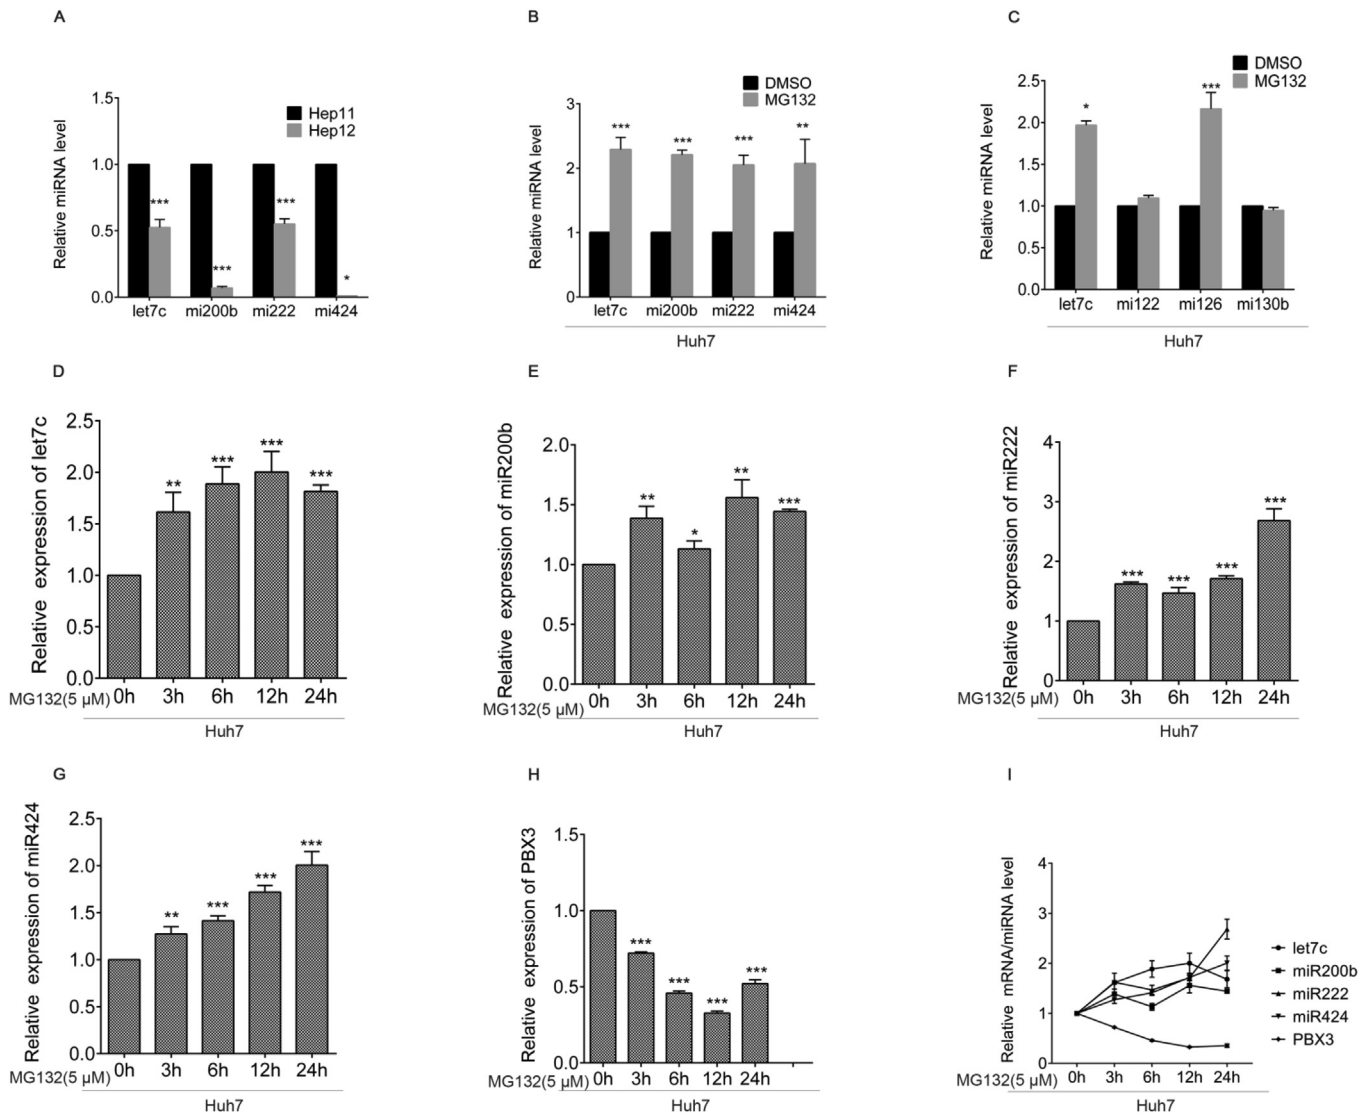 A
Relative miRNA level
1.5
1.0
0.5
0.0
Hep11
Hep12
***
***
***
*
let7c mi200b mi222 mi424
B
Relative miRNA level
3
2
1
0
DMSO
MG132
***
***
***
**
let7c mi200b mi222 mi424
Huh7
C
Relative miRNA level
2.5
2.0
1.5
1.0
0.5
0.0
DMSO
MG132
*
***
let7c mi122 mi126 mi130b
Huh7
D
Relative expression of let7c
2.5
2.0
1.5
1.0
0.5
0.0
**
***
***
***
MG132(5 µM) 0h 3h 6h 12h 24h
Huh7
E
Relative expression of miR200b
2.0
1.5
1.0
0.5
0.0
**
*
**
***
MG132(5 µM) 0h 3h 6h 12h 24h
Huh7
F
Relative expression of miR222
4
3
2
1
0
***
***
***
***
MG132(5 µM) 0h 3h 6h 12h 24h
Huh7
G
Relative expression of miR424
2.5
2.0
1.5
1.0
0.5
0.0
**
***
***
***
MG132(5 µM) 0h 3h 6h 12h 24h
Huh7
H
Relative expression of PBX3
1.5
1.0
0.5
0.0
***
***
***
***
MG132(5 µM) 0h 3h 6h 12h 24h
Huh7
I
Relative mRNA/miRNA level
4
3
2
1
0
let7c
miR200b
miR222
miR424
PBX3
MG132(5 µM) 0h 3h 6h 12h 24h
Huh7